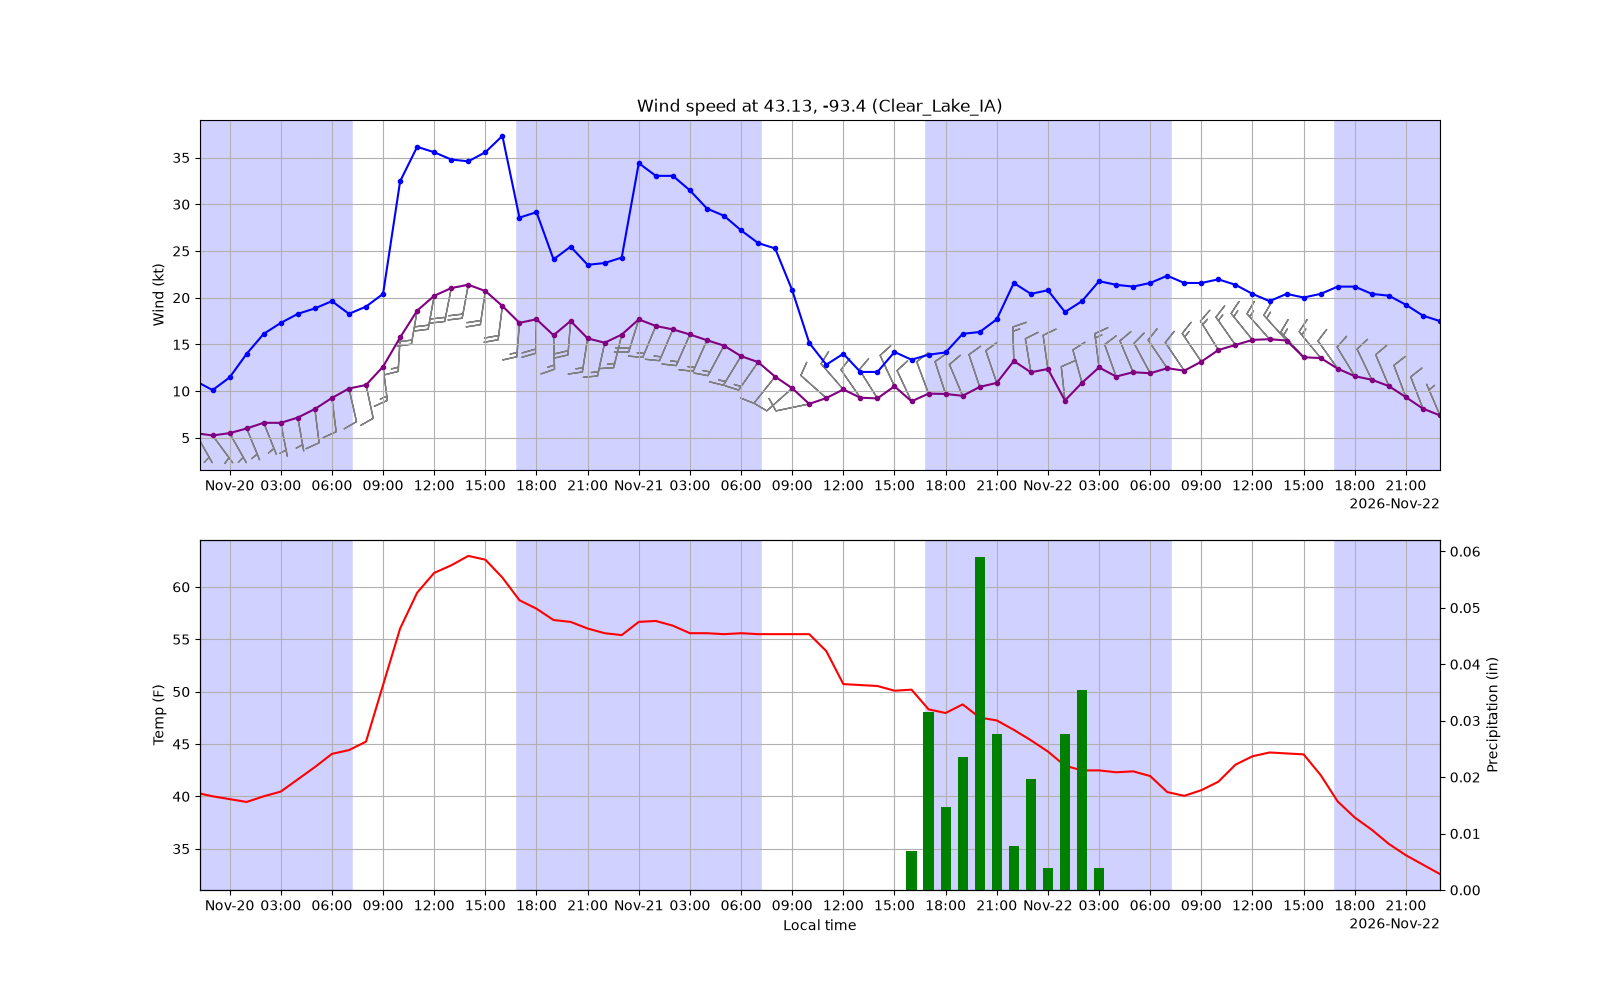 Wind speed at 43.13, -93.4 (Clear_Lake_IA)
35
30
25
20
15
10
5
Wind (kt)
Nov-20 03:00 06:00 09:00 12:00 15:00 18:00 21:00 Nov-21 03:00 06:00 09:00 12:00 15:00 18:00 21:00 Nov-22 03:00 06:00 09:00 12:00 15:00 18:00 21:00
2026-Nov-22
60
55
50
45
40
35
Temp (F)
0.06
0.05
0.04
0.03
0.02
0.01
0.00
Precipitation (in)
Nov-20 03:00 06:00 09:00 12:00 15:00 18:00 21:00 Nov-21 03:00 06:00 09:00 12:00 15:00 18:00 21:00 Nov-22 03:00 06:00 09:00 12:00 15:00 18:00 21:00
Local time
2026-Nov-22